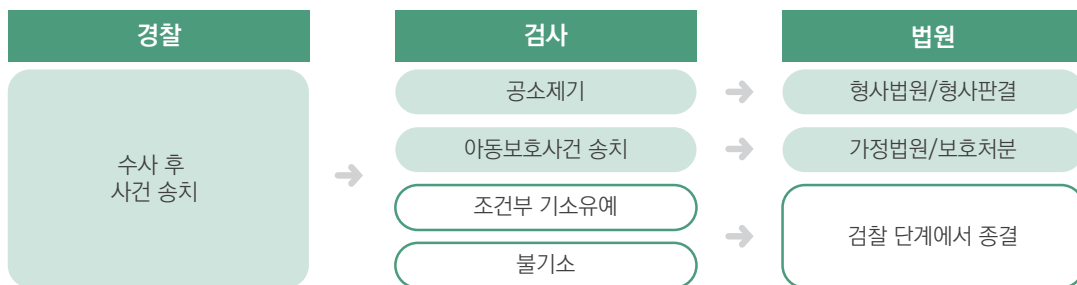 경찰
검사
법원
수사 후
사건 송치
공소제기
형사법원/형사판결
아동보호사건 송치
가정법원/보호처분
조건부 기소유예
불기소
검찰 단계에서 종결